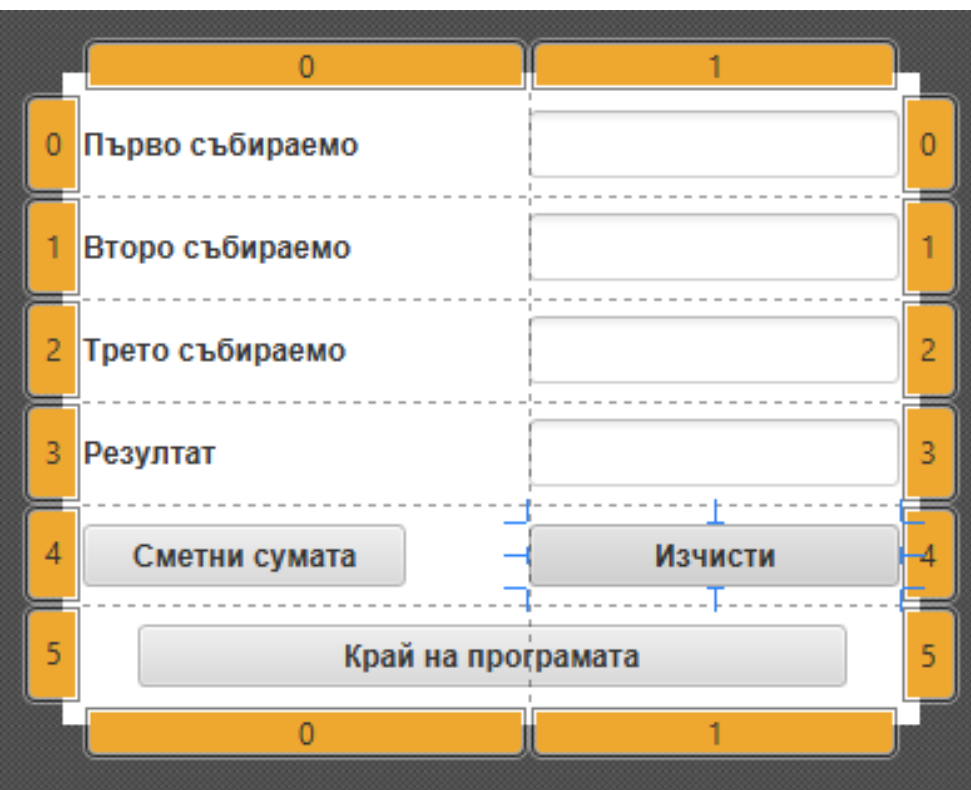 0 1
0 Първо събираемо 0
1 Второ събираемо 1
2 Трето събираемо 2
3 Резултат 3
4 Сметни сумата Изчисти 4
5 Край на програмата 5
0 1